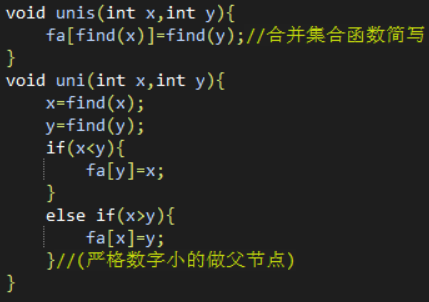 void unis(int x,int y){
    fa[find(x)]=find(y);//合并集合函数简写
}
void uni(int x,int y){
    x=find(x);
    y=find(y);
    if(x<y){
        fa[y]=x;
    }
    else if(x>y){
        fa[x]=y;
    }//(严格数字小的做父节点)
}